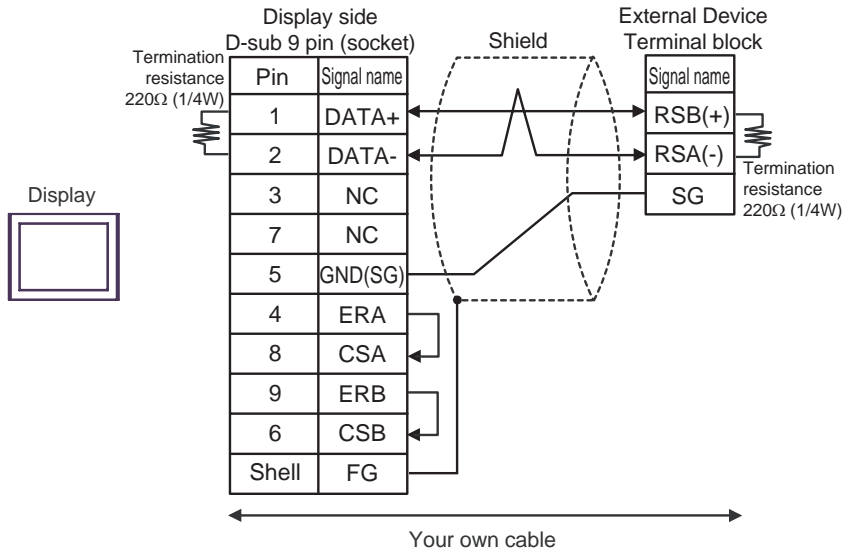 Display side
D-sub 9 pin (socket)
Shield
External Device
Terminal block
Termination
resistance
220Ω (1/4W)
Pin Signal name
1 DATA+
2 DATA-
3 NC
7 NC
5 GND(SG)
4 ERA
8 CSA
9 ERB
6 CSB
Shell FG
Signal name
RSB(+)
RSA(-)
SG
Termination
resistance
220Ω (1/4W)
Display
Your own cable